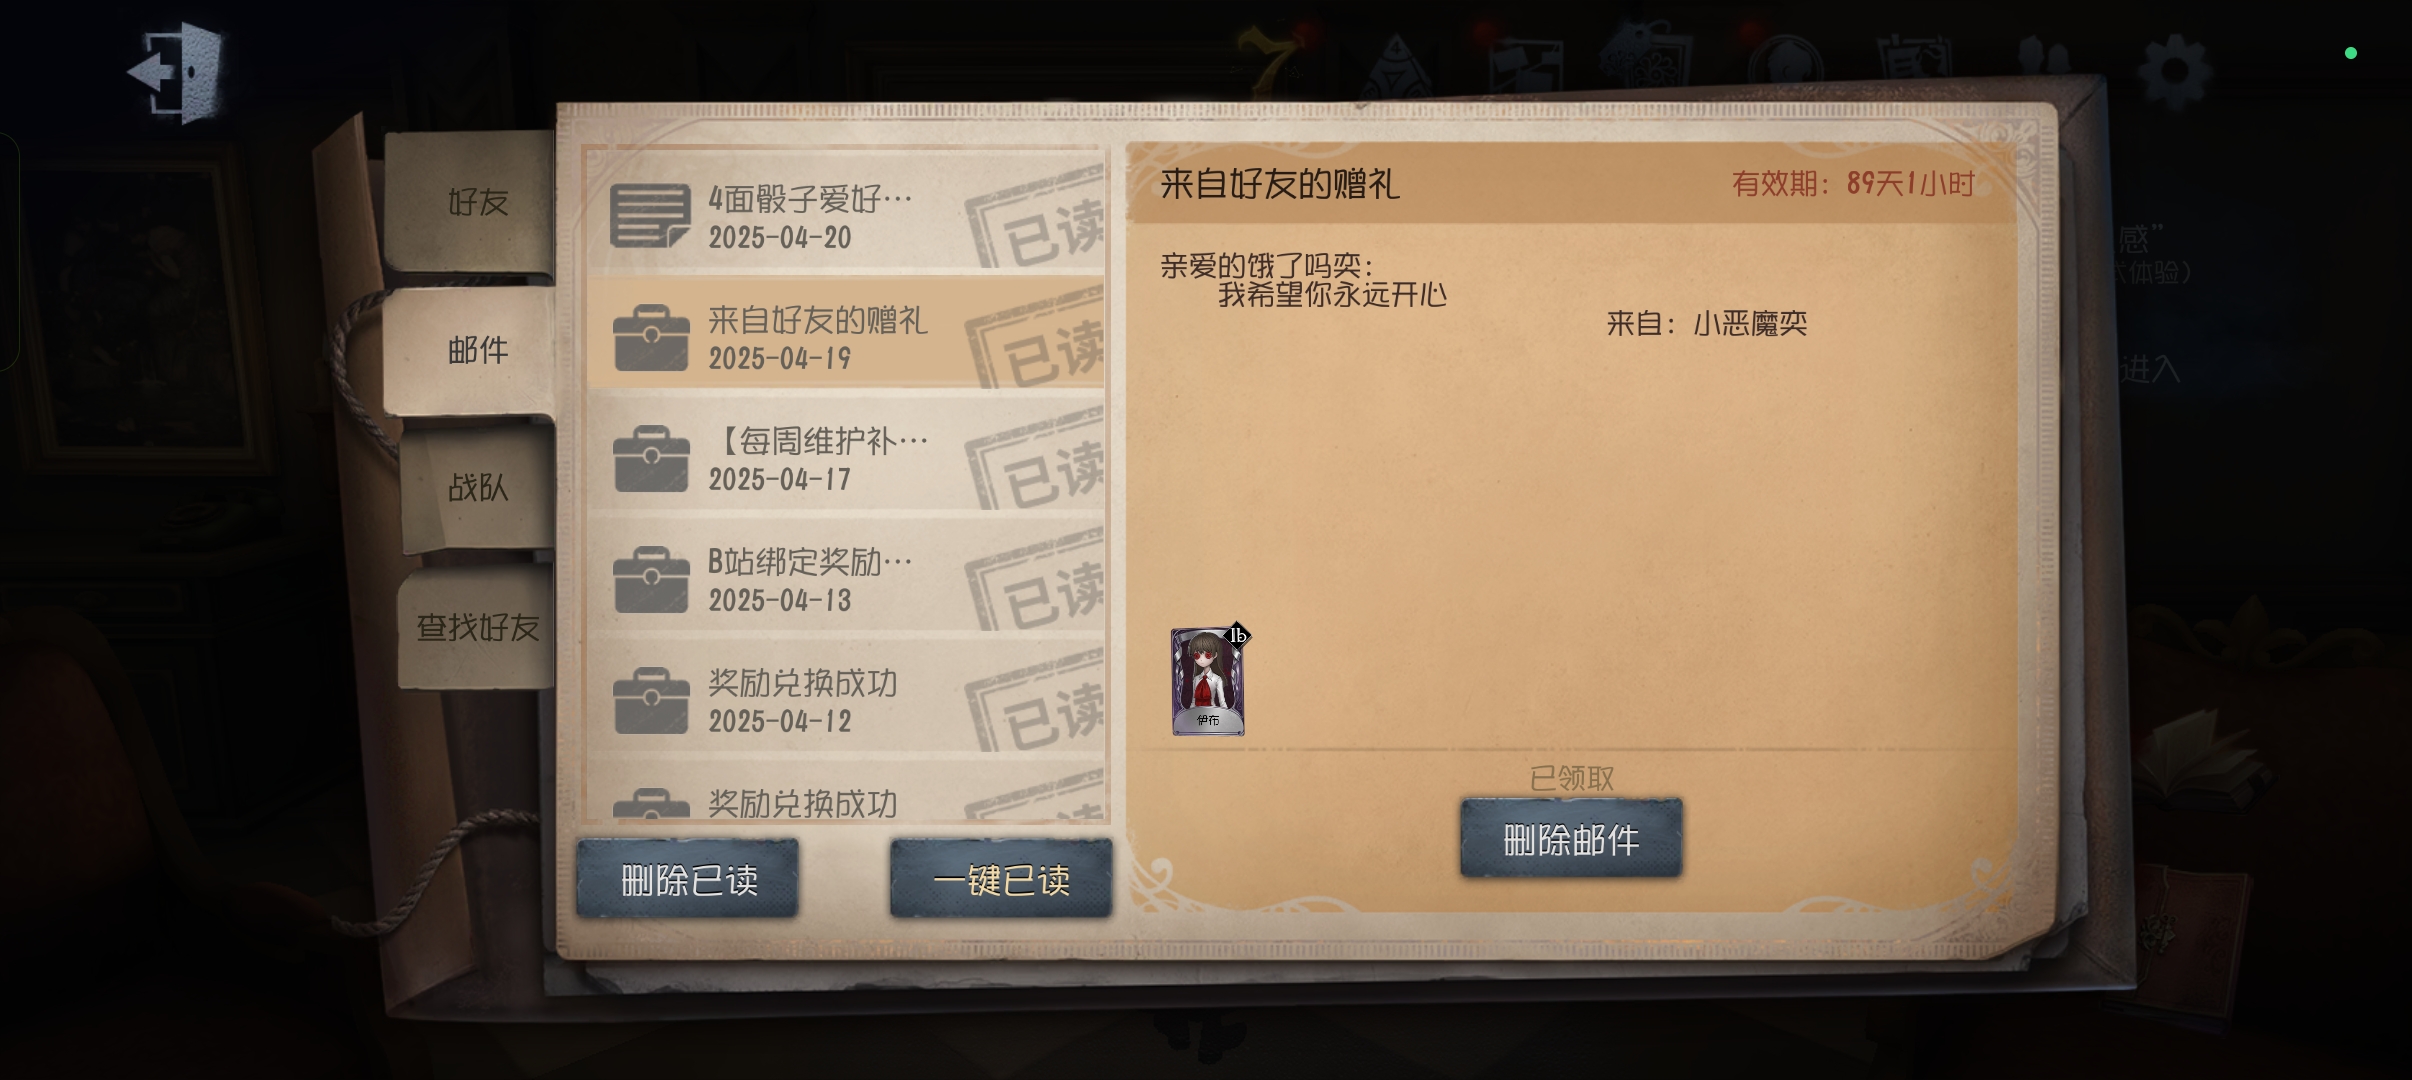 好友
邮件
战队
查找好友
4面骰子爱好…
2025-04-20
已读
来自好友的赠礼
2025-04-19
已读
【每周维护补…
2025-04-17
已读
B站绑定奖励…
2025-04-13
已读
奖励兑换成功
2025-04-12
已读
奖励兑换成功
删除已读
一键已读
来自好友的赠礼
有效期：89天1小时
亲爱的饿了吗奕：
我希望你永远开心
来自：小恶魔奕
Ib
伊布
已领取
删除邮件
感”
式体验）
进入